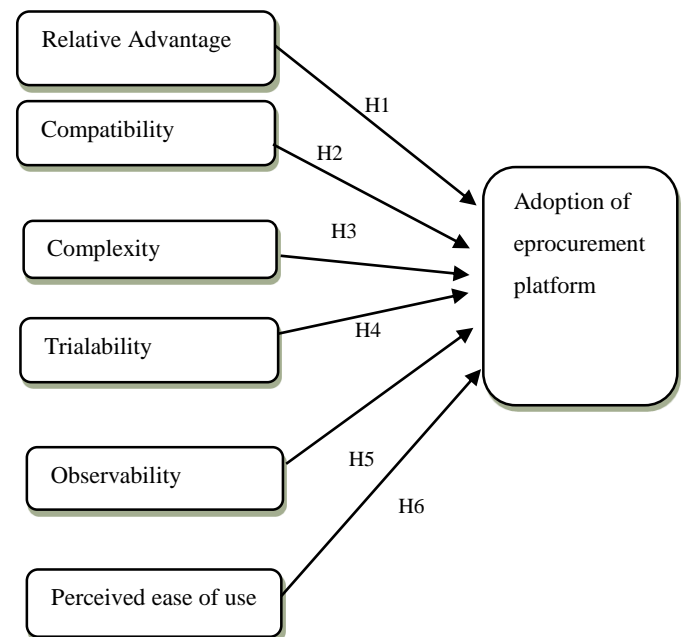 Relative Advantage
H1
Compatibility
H2
Adoption of
eprocurement
platform
Complexity
H3
Trialability
H4
Observability
H5
H6
Perceived ease of use